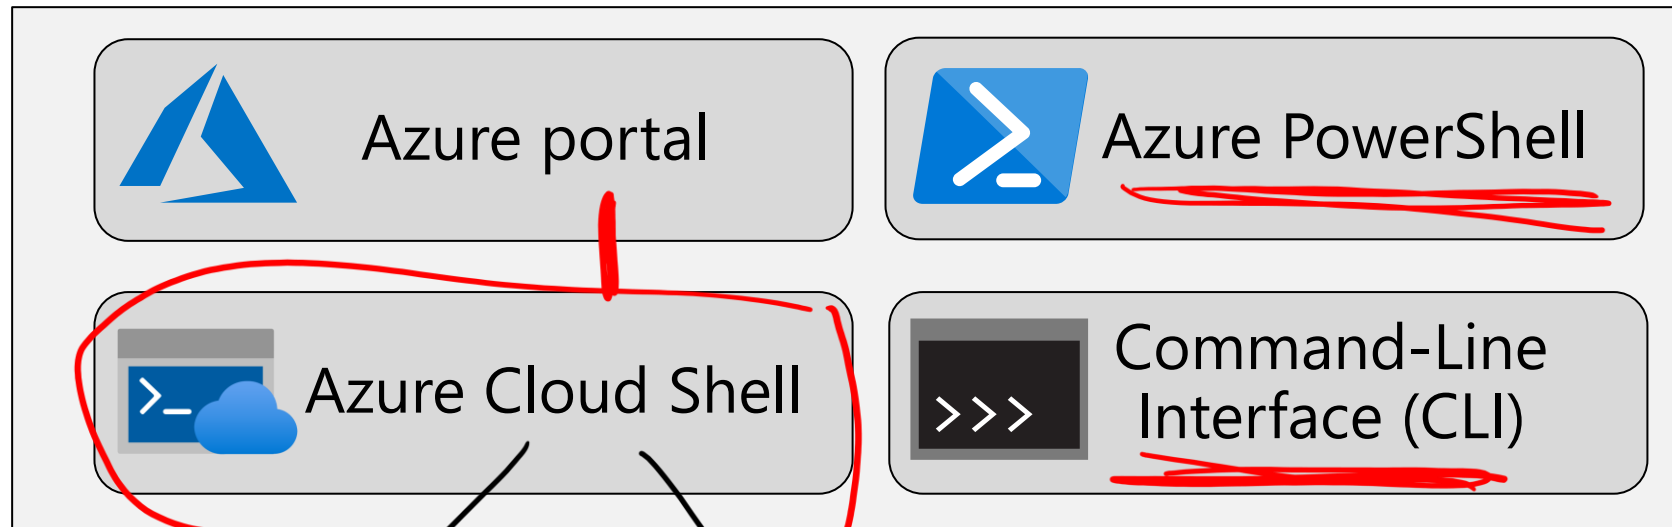 Azure portal
Azure PowerShell
Azure Cloud Shell
Command-Line
Interface (CLI)